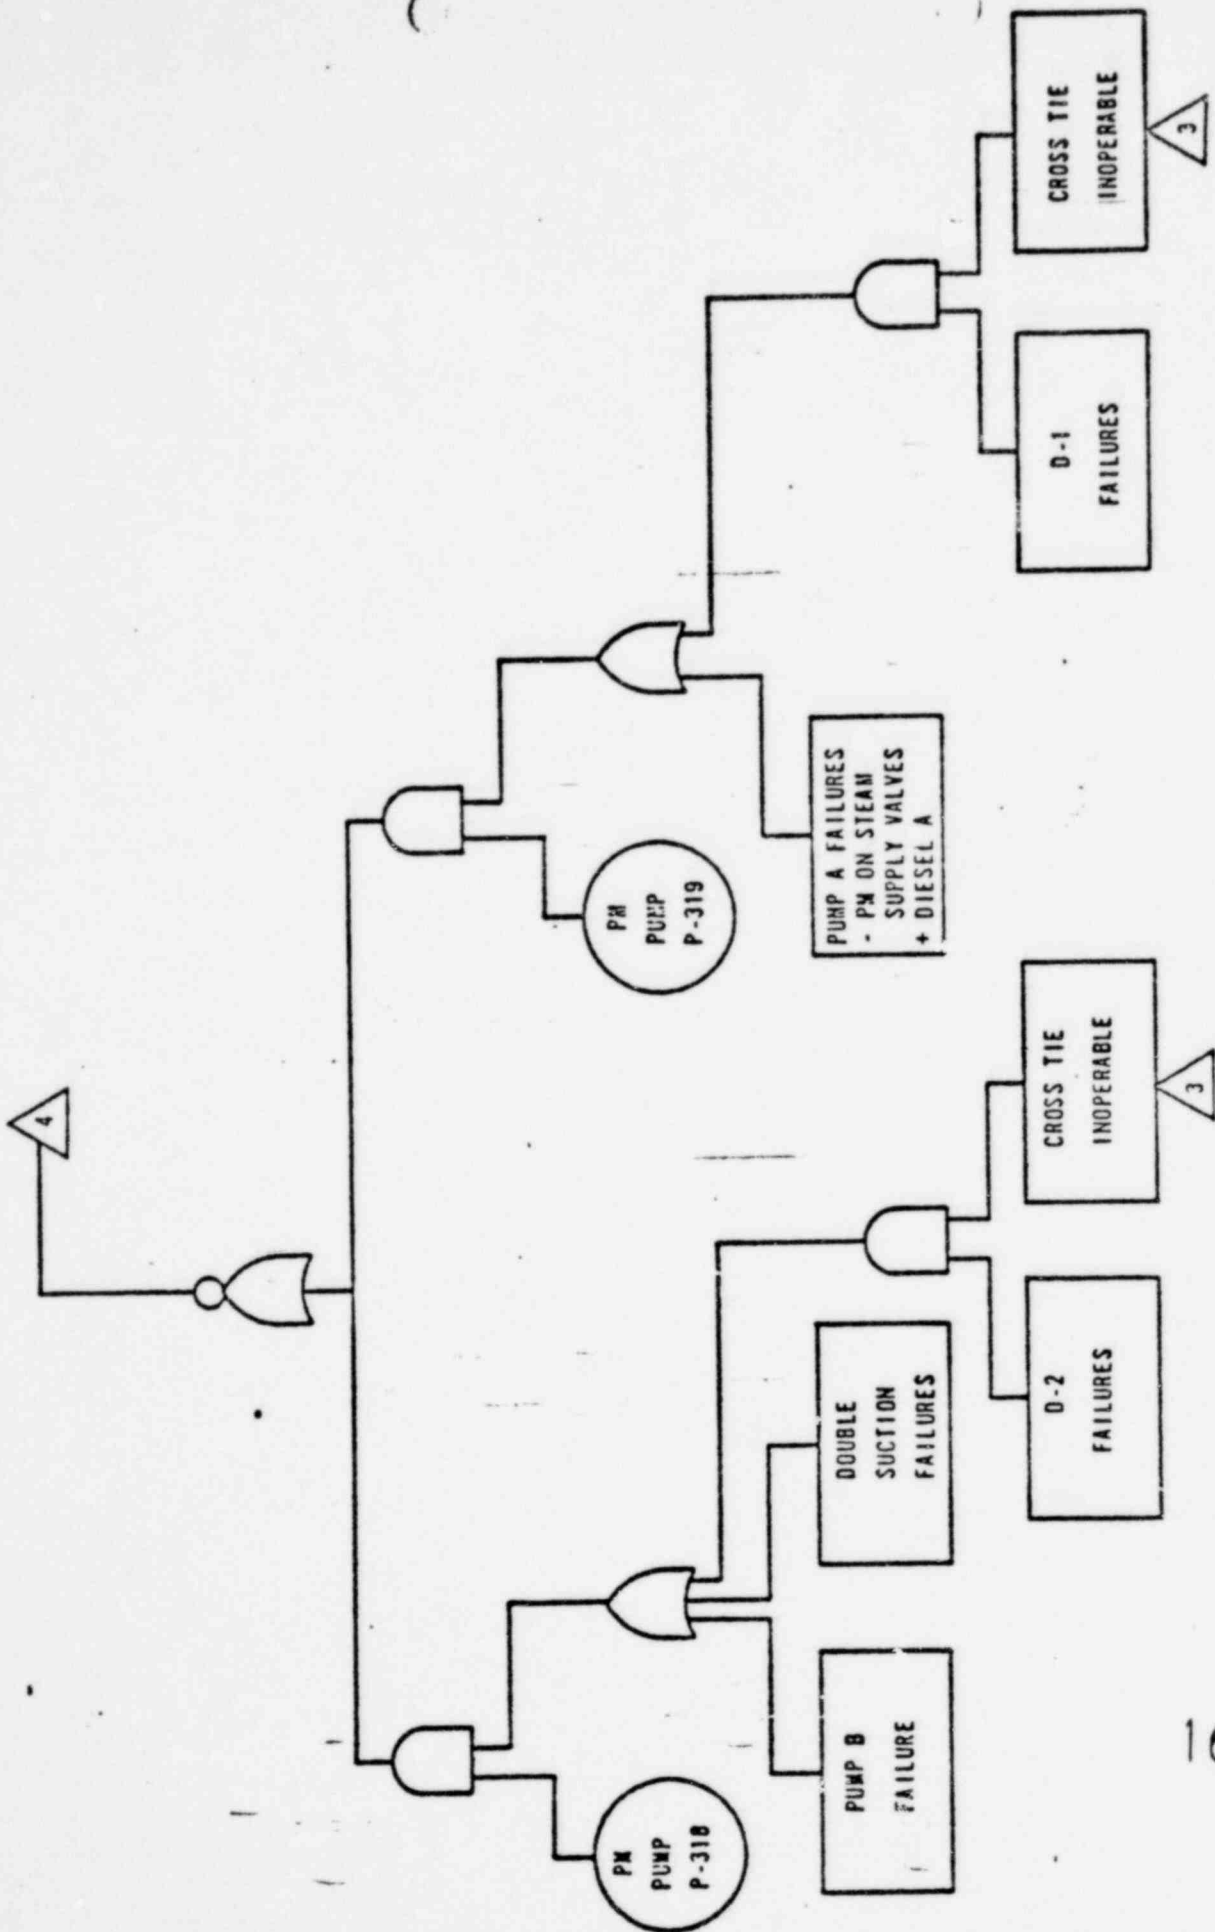 4
PM
PUMP
P-318
PM
PUMP
P-319
PUMP B
FAILURE
DOUBLE
SUCTION
FAILURES
PUMP A FAILURES
- PM ON STEAM
SUPPLY VALVES
+ DIESEL A
D-2
FAILURES
CROSS TIE
INOPERABLE
3
D-1
FAILURES
CROSS TIE
INOPERABLE
3